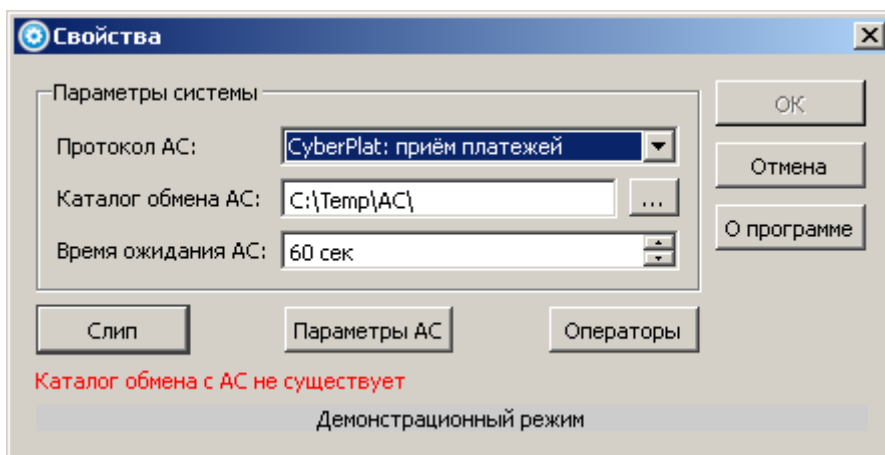 Свойства
Параметры системы
Протокол АС: CyberPlat: приём платежей
Каталог обмена АС: C:\Temp\AC\ ...
Время ожидания АС: 60 сек
ОК
Отмена
О программе
Слип Параметры АС Операторы
Каталог обмена с АС не существует
Демонстрационный режим